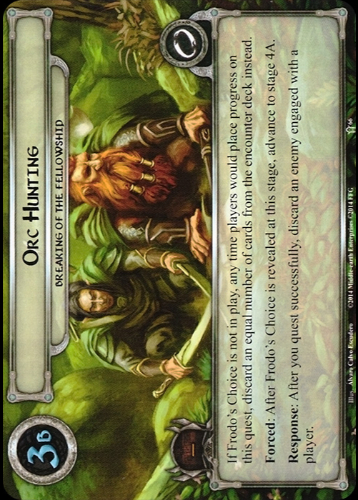 3B
ORC HUNTING
BREAKING OF THE FELLOWSHIP
If Frodo's Choice is not in play, any time players would place progress on
this quest, discard an equal number of cards from the encounter deck instead.
Forced: After Frodo's Choice is revealed at this stage, advance to stage 4A.
Response: After you quest successfully, discard an enemy engaged with a
player.
Illus. Álvaro Calvo Escudero
©2014 Middle-earth Enterprises ©2014 FFG
66